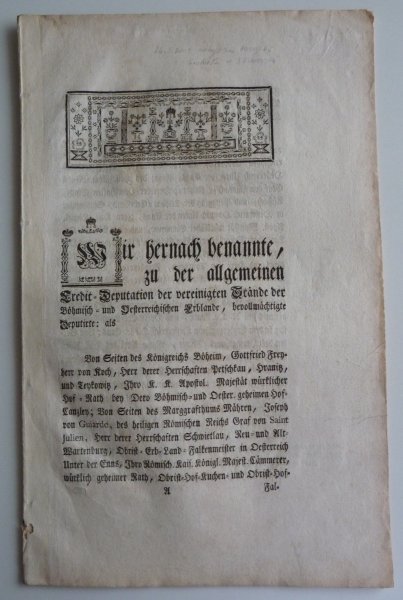 Wir hernach benannte,
zu der allgemeinen
Credit-Deputation der vereinigten Stände der
Böhmisch- und Oesterreichischen Erblande, bevollmächtigte
Deputirte: als
Von Seiten des Königreichs Böheim, Gottfried Frey-
herr von Koch, Herr derer Herrschaften Petschkau, Hraniz,
und Teykowitz, Ihro K. K. Apostol. Majestät würklicher
Hof-Rath bey Dero Böhmisch- und Oester. geheimen Hof-
Canzley; Von Seiten des Marggrafthums Mähren, Joseph
von Guiard, des heiligen Römischen Reichs Graf von Saint
Julien, Herr derer Herrschaften Schwietlau, Neu- und Alt-
Wartenburg, Obrist-Erb-Land-Falkenmeister in Oesterreich
Unter der Enns, Ihro Römisch. Kais. Königl. Majest. Cämmerer,
würklich geheimer Rath, Obrist-Hof-Kuchen- und Obrist-Hof-
A Fal-